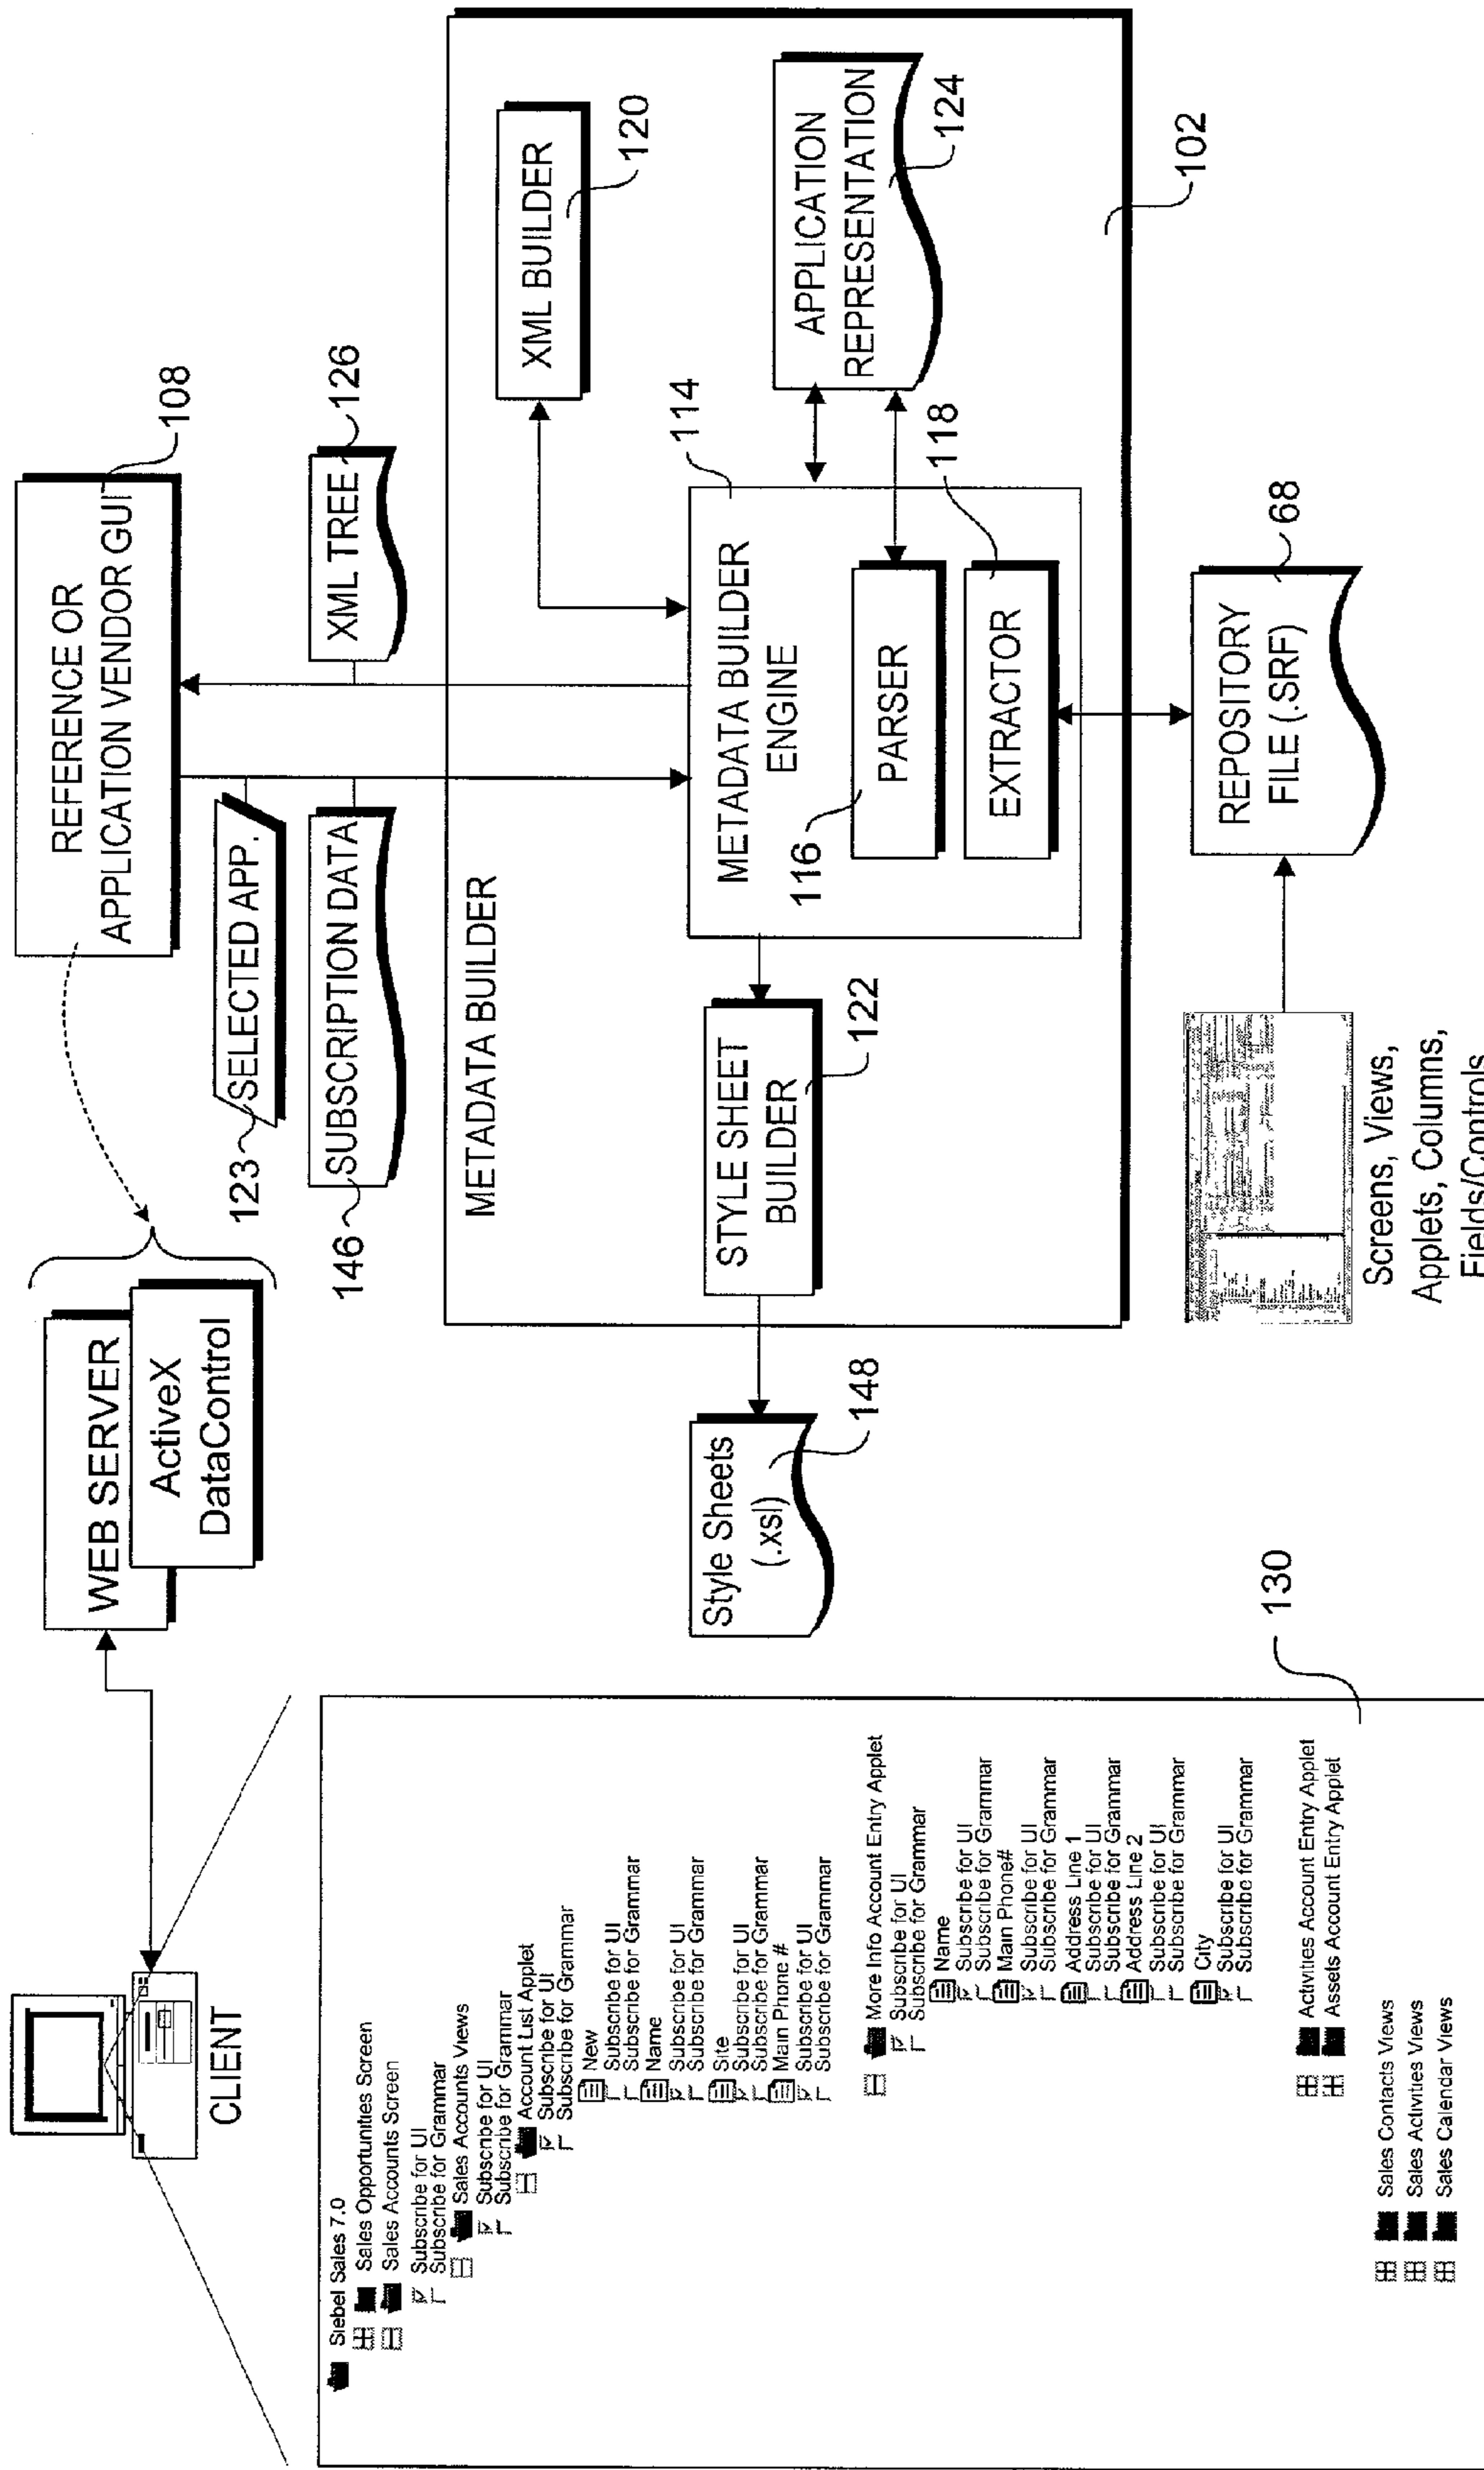 CLIENT
WEB SERVER
ActiveX
DataControl
REFERENCE OR
APPLICATION VENDOR GUI
108
123
SELECTED APP.
146
SUBSCRIPTION DATA
XML TREE
126
METADATA BUILDER
XML BUILDER
120
METADATA BUILDER
ENGINE
114
116
PARSER
EXTRACTOR
118
APPLICATION
REPRESENTATION
124
102
STYLE SHEET
BUILDER
122
Style Sheets
(.xsl)
148
REPOSITORY
FILE (.SRF)
68
Screens, Views,
Applets, Columns,
Fields/Controls
130
Siebel Sales 7.0
Sales Opportunities Screen
Sales Accounts Screen
Subscribe for UI
Subscribe for Grammar
Sales Accounts Views
Subscribe for UI
Subscribe for Grammar
Account List Applet
Subscribe for UI
Subscribe for Grammar
New
Subscribe for UI
Subscribe for Grammar
Name
Subscribe for UI
Subscribe for Grammar
Site
Subscribe for UI
Subscribe for Grammar
Main Phone #
Subscribe for UI
Subscribe for Grammar
More Info Account Entry Applet
Subscribe for UI
Subscribe for Grammar
Name
Subscribe for UI
Subscribe for Grammar
Main Phone#
Subscribe for UI
Subscribe for Grammar
Address Line 1
Subscribe for UI
Subscribe for Grammar
Address Line 2
Subscribe for UI
Subscribe for Grammar
City
Subscribe for UI
Subscribe for Grammar
Activities Account Entry Applet
Assets Account Entry Applet
Sales Contacts Views
Sales Activities Views
Sales Calendar Views